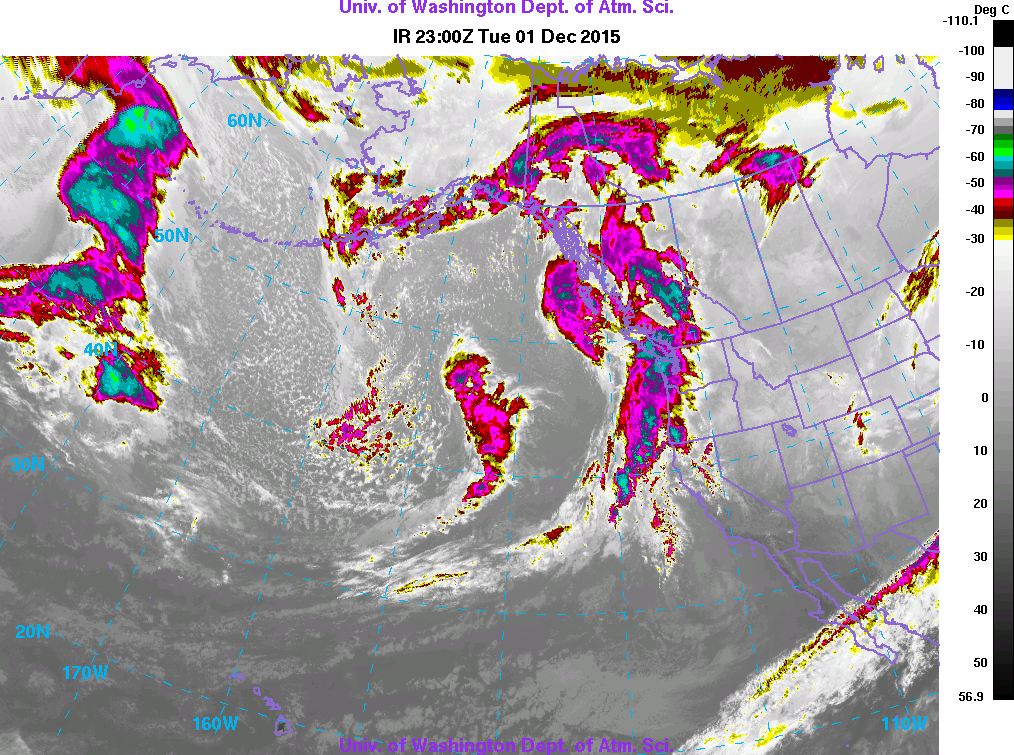 Univ. of Washington Dept. of Atm. Sci.
Deg C
IR 23:00Z Tue 01 Dec 2015
-110.1
-100
-90
-80
-70
-60
-50
-40
-30
-20
-10
0
10
20
30
40
50
56.9
60N
50N
40N
30N
20N
170W
160W
110W
Univ. of Washington Dept. of Atm. Sci.